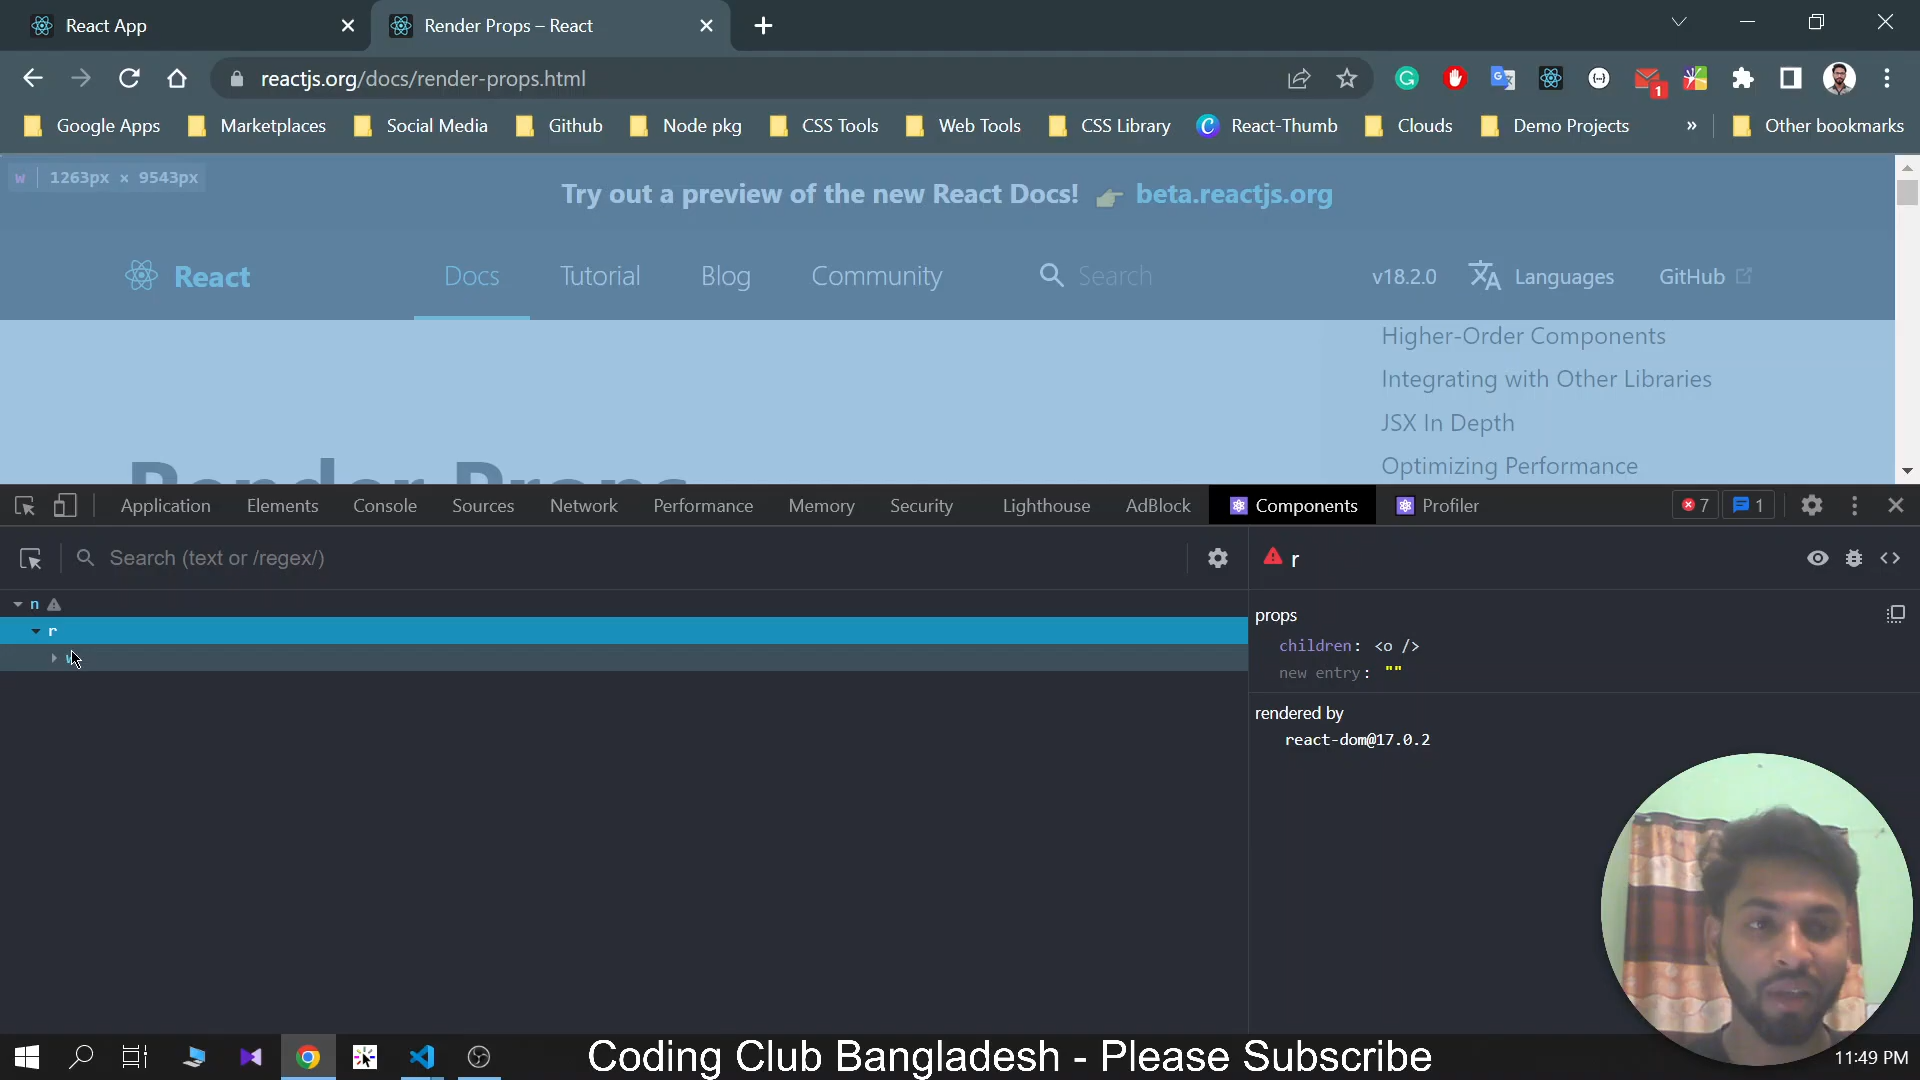 React App
Render Props – React
reactjs.org/docs/render-props.html
1
Google Apps
Marketplaces
Social Media
Github
Node pkg
CSS Tools
Web Tools
CSS Library
React-Thumb
Clouds
Demo Projects
»
Other bookmarks
w | 1263px × 9543px
Try out a preview of the new React Docs! 👉 beta.reactjs.org
React
Docs
Tutorial
Blog
Community
Search
v18.2.0
Languages
GitHub
Higher-Order Components
Integrating with Other Libraries
JSX In Depth
Optimizing Performance
Render Props
Application
Elements
Console
Sources
Network
Performance
Memory
Security
Lighthouse
AdBlock
Components
Profiler
7
1
Search (text or /regex/)
r
n
r
w
props
children: <o />
new entry: ""
rendered by
react-dom@17.0.2
Coding Club Bangladesh - Please Subscribe
11:49 PM